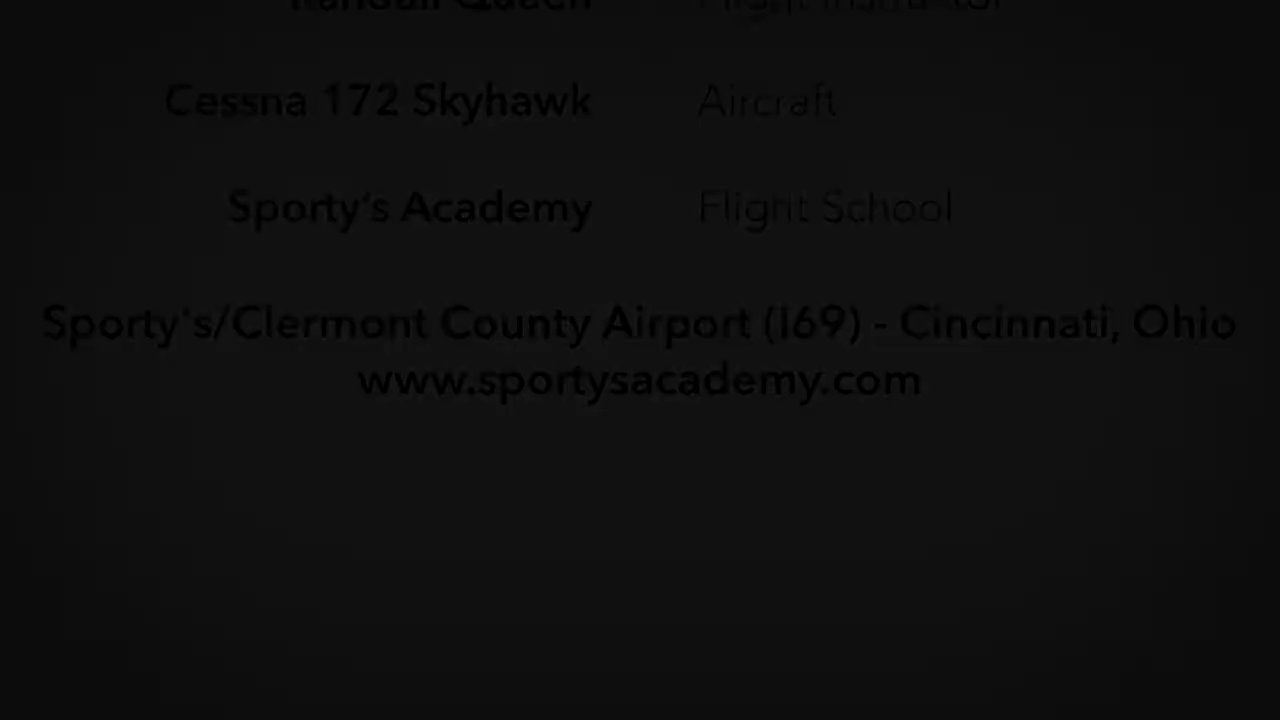 Cessna 172 Skyhawk Aircraft
Sporty's Academy Flight School
Sporty's/Clermont County Airport (I69) - Cincinnati, Ohio
www.sportysacademy.com